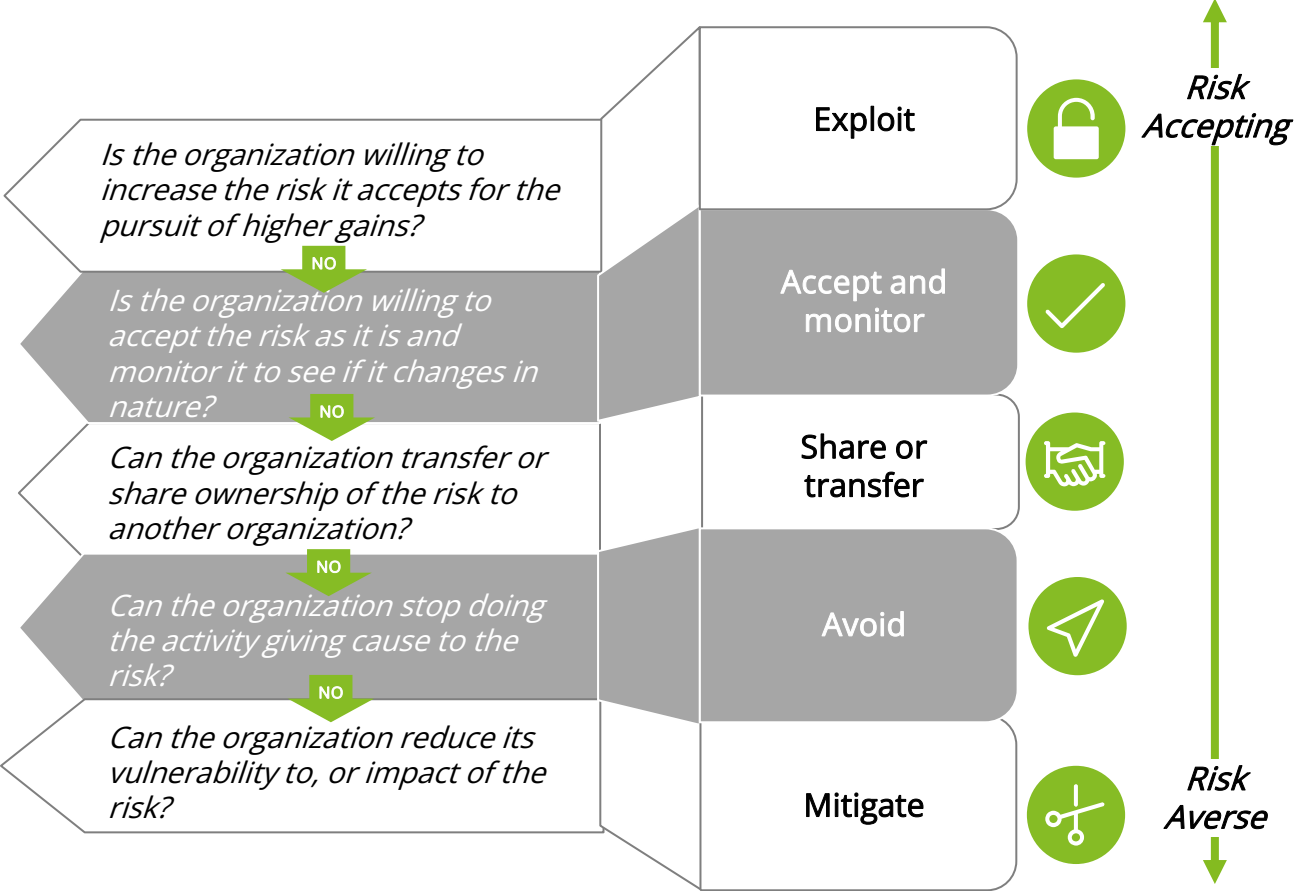 Is the organization willing to
increase the risk it accepts for the
pursuit of higher gains?
Exploit
NO
Is the organization willing to
accept the risk as it is and
monitor it to see if it changes in
nature?
Accept and
monitor
NO
Can the organization transfer or
share ownership of the risk to
another organization?
Share or
transfer
NO
Can the organization stop doing
the activity giving cause to the
risk?
Avoid
NO
Can the organization reduce its
vulnerability to, or impact of the
risk?
Mitigate
Risk
Accepting
Risk
Averse